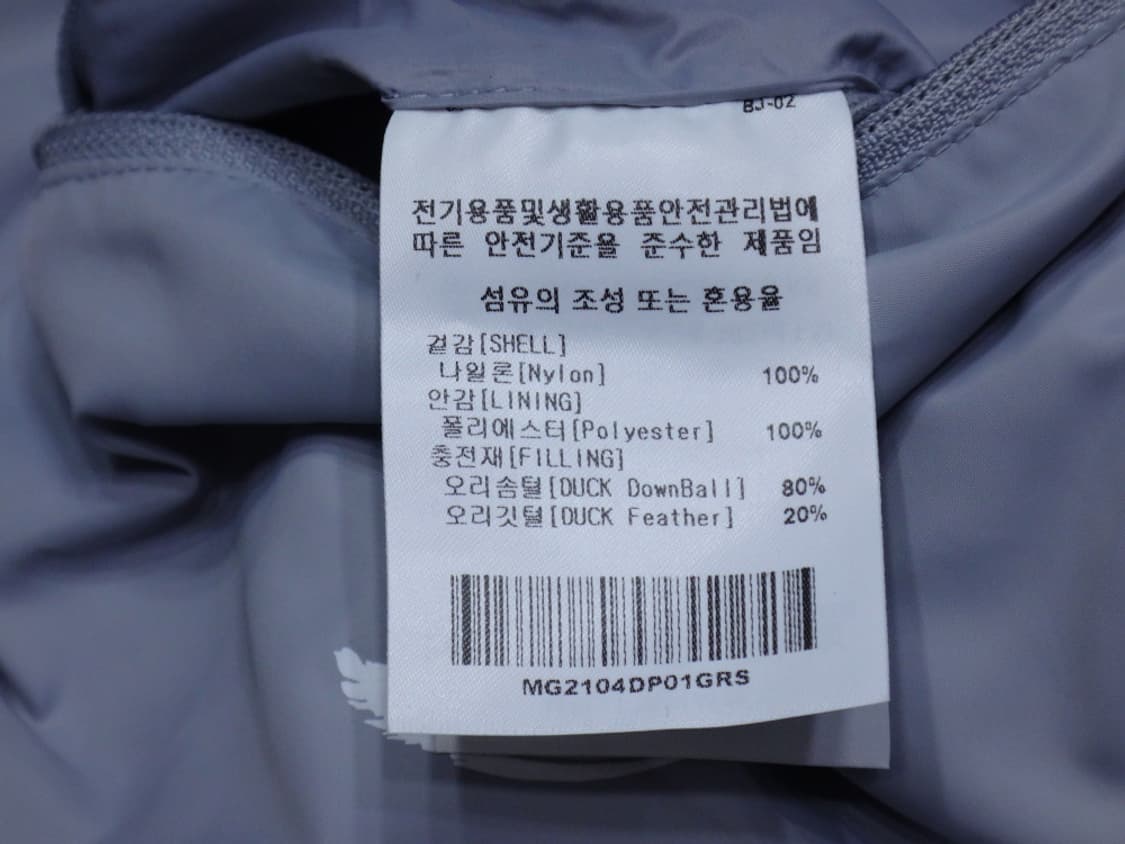 BJ-02
전기용품및생활용품안전관리법에
따른 안전기준을 준수한 제품임
섬유의 조성 또는 혼용율
겉감[SHELL]
나일론[Nylon] 100%
안감[LINING]
폴리에스터[Polyester] 100%
충전재[FILLING]
오리솜털[DUCK DownBall] 80%
오리깃털[DUCK Feather] 20%
MG2104DP01GRS